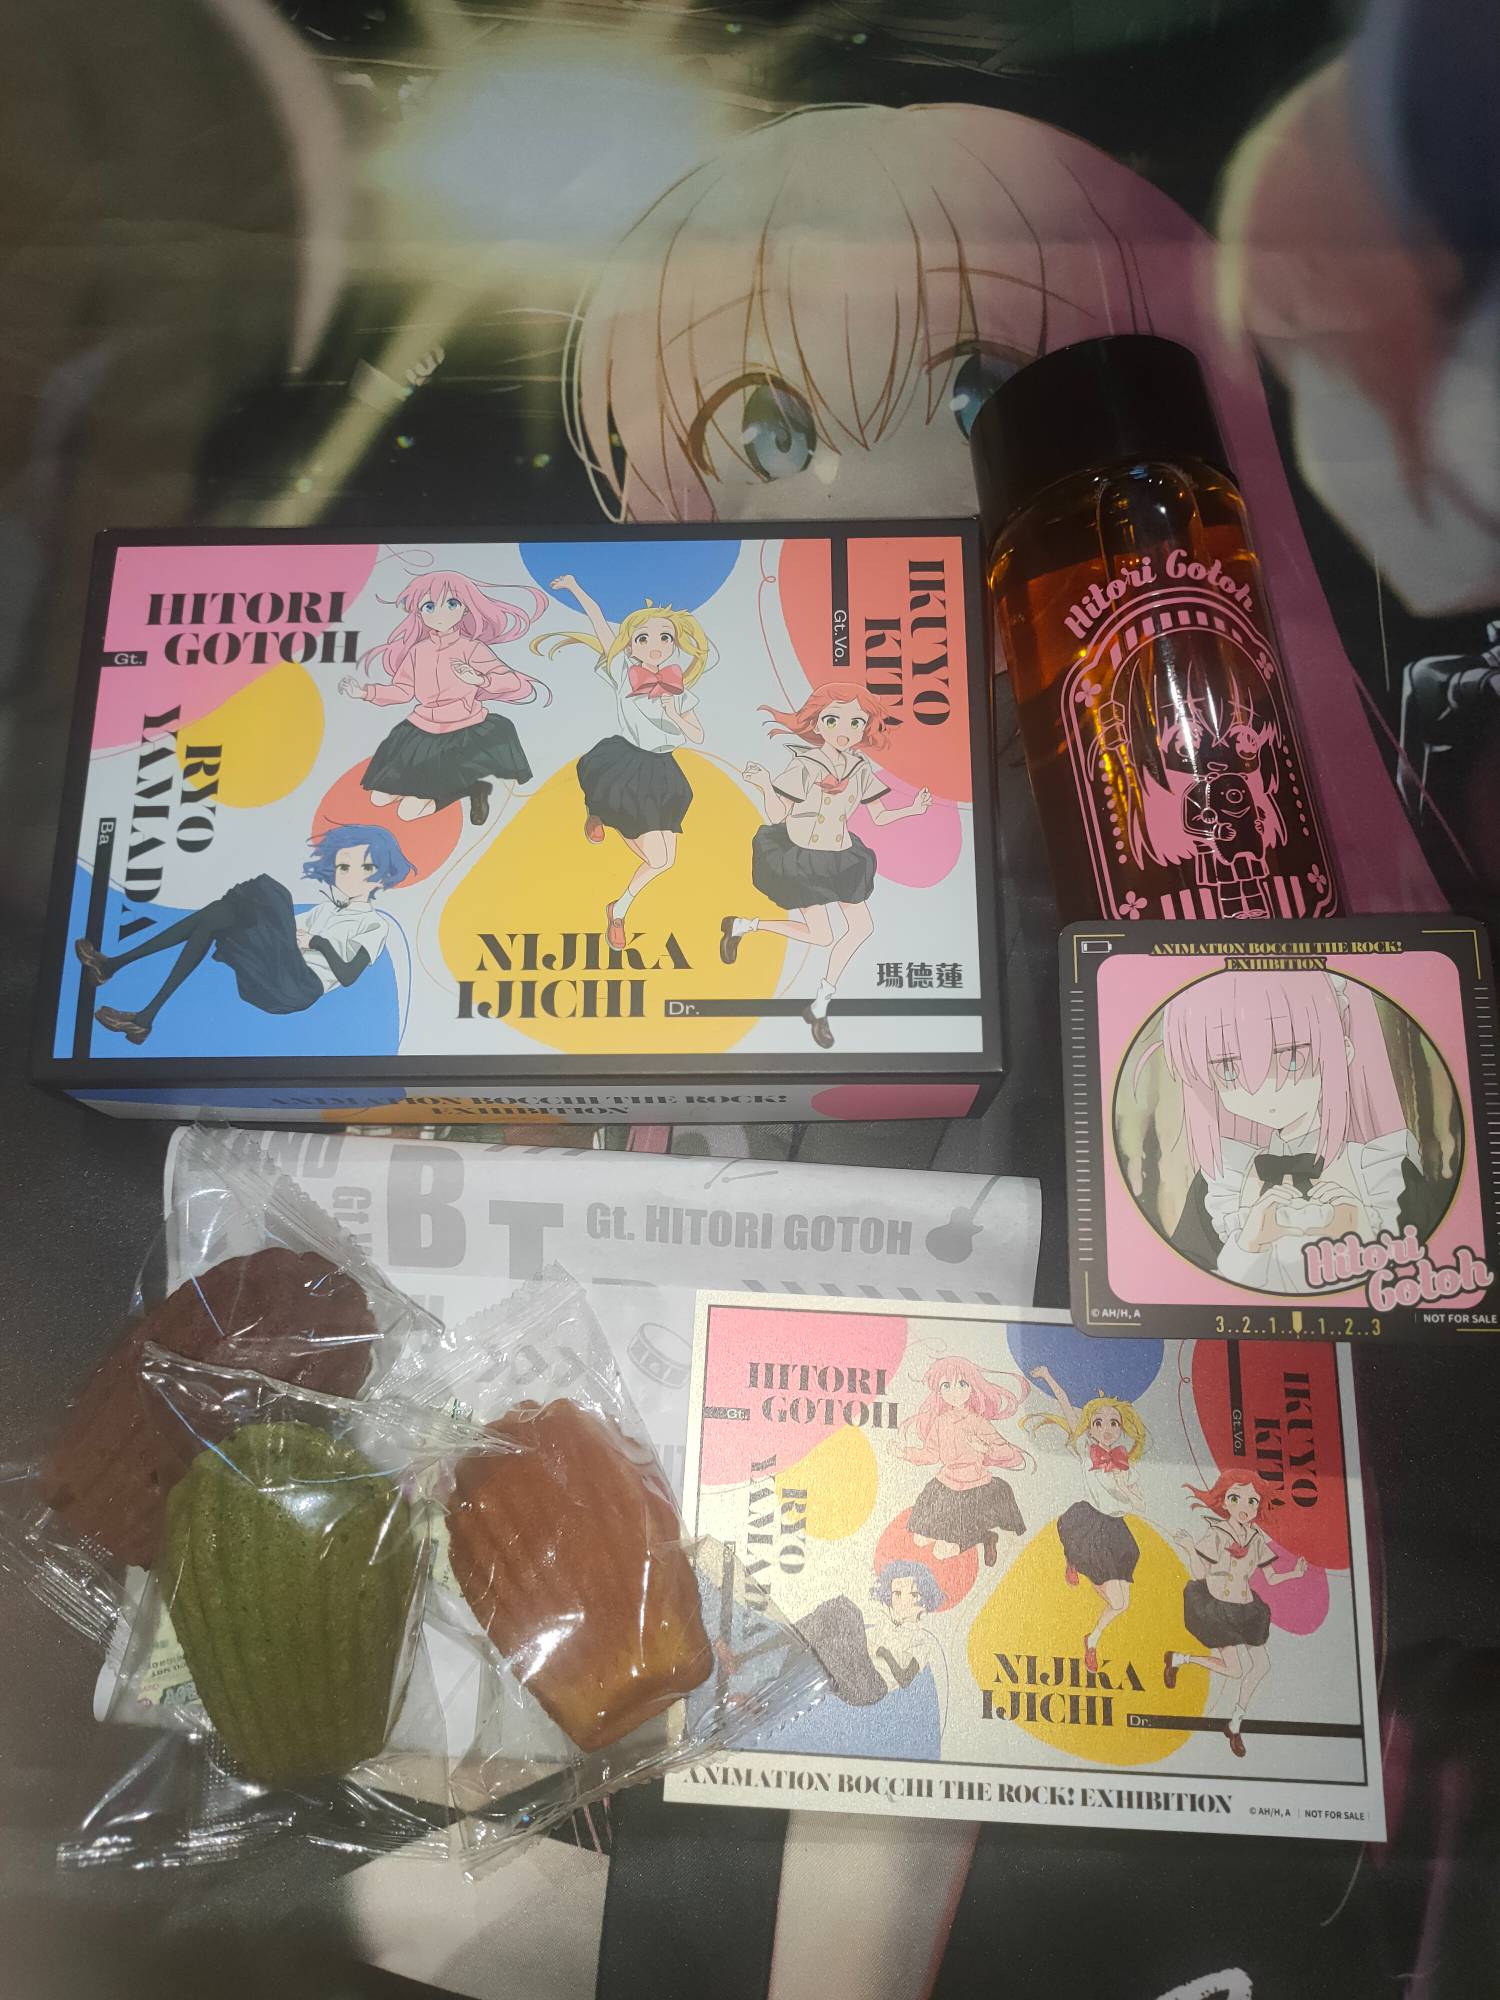 HITORI
GOTOH
Gt.
IKUYO
KITA
Gt.Vo.
RYO
YAMADA
Ba
NIJIKA
IJICHI
Dr.
瑪德蓮
ANIMATION BOCCHI THE ROCK!
EXHIBITION
Hitori Gotoh
ANIMATION BOCCHI THE ROCK!
EXHIBITION
Hitori
Gotoh
© AH/H, A
3..2..1....1..2..3
NOT FOR SALE
B
T
Gt. HITORI GOTOH
HITORI
GOTOH
Gt.
IKUYO
KITA
Gt.Vo.
RYO
YAMADA
NIJIKA
IJICHI
Dr.
ANIMATION BOCCHI THE ROCK! EXHIBITION
© AH/H, A | NOT FOR SALE